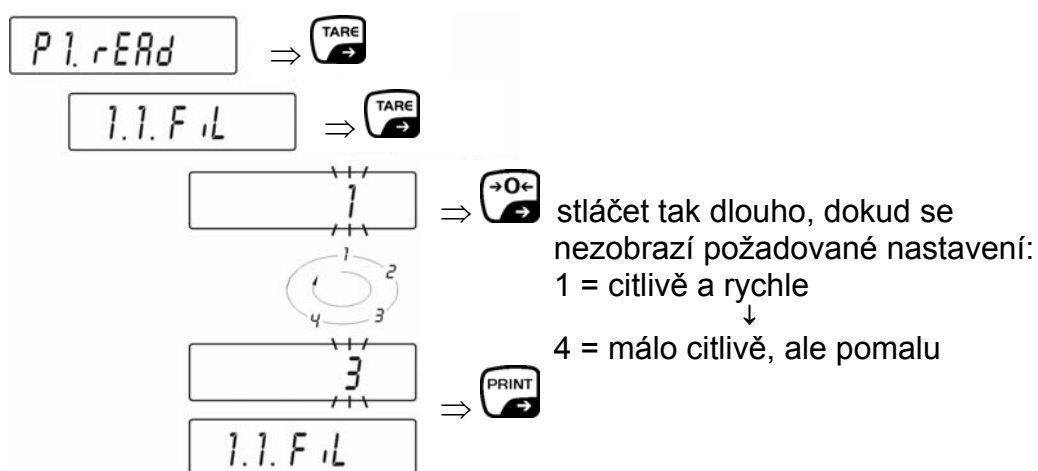 P1.rEAd ⇒ TARE
1.1.FiL ⇒ TARE
1 ⇒ →0← stláčet tak dlouho, dokud se
nezobrazí požadované nastavení:
1 = citlivě a rychle
↓
4 = málo citlivě, ale pomalu
1
2
3
4
3 ⇒ PRINT
1.1.FiL